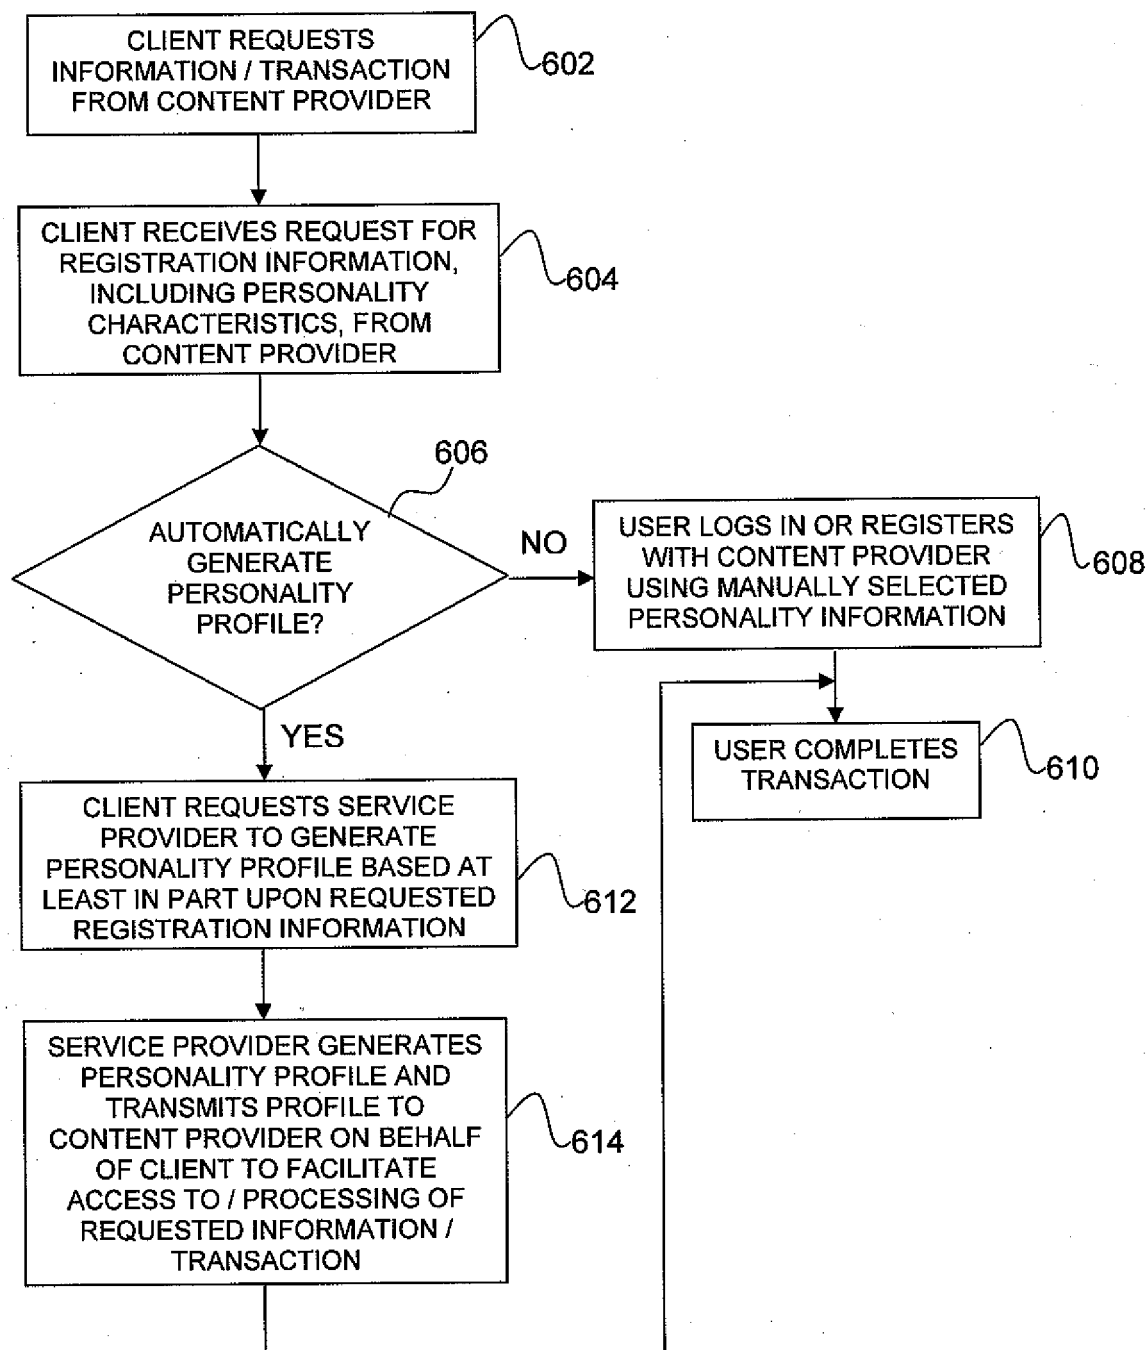 CLIENT REQUESTS
INFORMATION / TRANSACTION
FROM CONTENT PROVIDER
602
CLIENT RECEIVES REQUEST FOR
REGISTRATION INFORMATION,
INCLUDING PERSONALITY
CHARACTERISTICS, FROM
CONTENT PROVIDER
604
606
AUTOMATICALLY
GENERATE
PERSONALITY
PROFILE?
NO
USER LOGS IN OR REGISTERS
WITH CONTENT PROVIDER
USING MANUALLY SELECTED
PERSONALITY INFORMATION
608
YES
USER COMPLETES
TRANSACTION
610
CLIENT REQUESTS SERVICE
PROVIDER TO GENERATE
PERSONALITY PROFILE BASED AT
LEAST IN PART UPON REQUESTED
REGISTRATION INFORMATION
612
SERVICE PROVIDER GENERATES
PERSONALITY PROFILE AND
TRANSMITS PROFILE TO
CONTENT PROVIDER ON BEHALF
OF CLIENT TO FACILITATE
ACCESS TO / PROCESSING OF
REQUESTED INFORMATION /
TRANSACTION
614